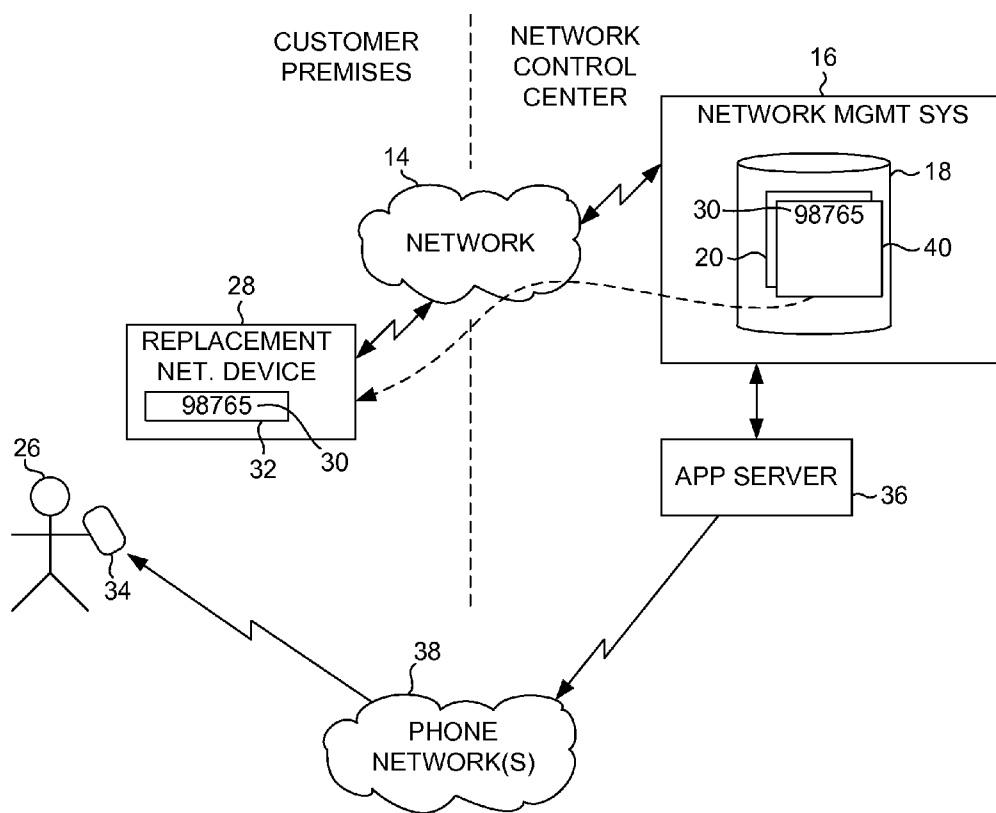 CUSTOMER
PREMISES
NETWORK
CONTROL
CENTER
16
NETWORK MGMT SYS
14
18
30
98765
NETWORK
20
40
28
REPLACEMENT
NET. DEVICE
98765
32
30
26
APP SERVER
36
34
38
PHONE
NETWORK(S)